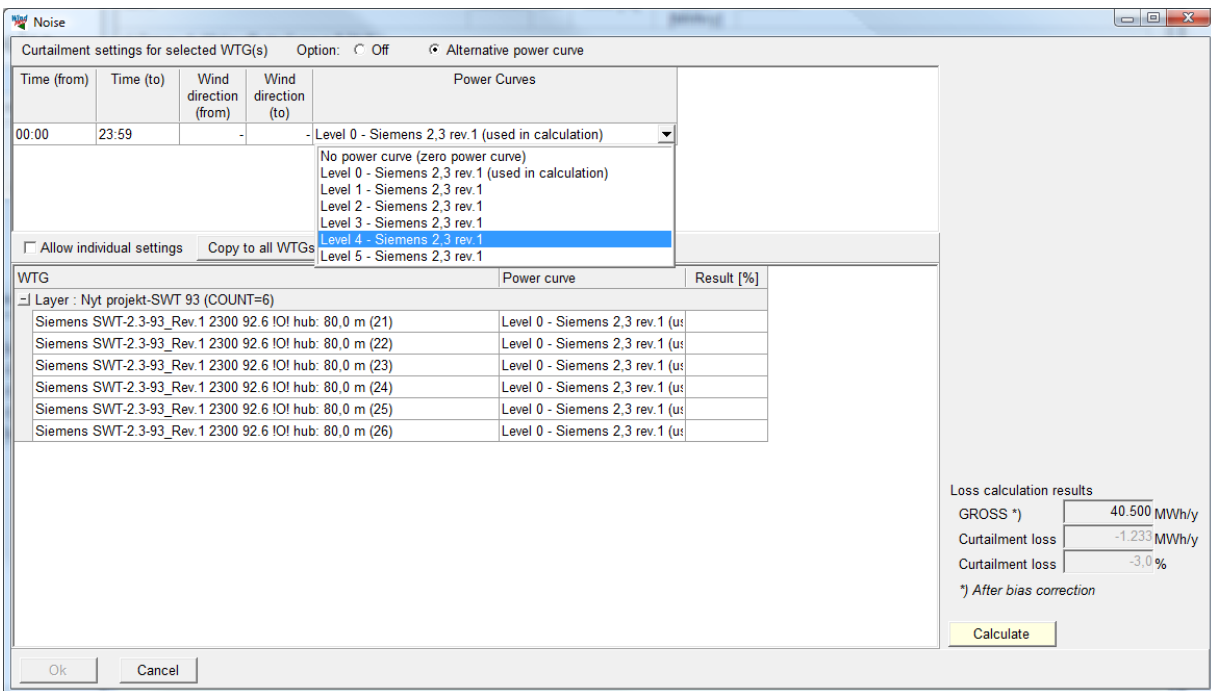 Noise
Curtailment settings for selected WTG(s) Option: Off Alternative power curve
Time (from) Time (to) Wind direction (from) Wind direction (to) Power Curves
00:00 23:59 - - Level 0 - Siemens 2,3 rev.1 (used in calculation)
No power curve (zero power curve)
Level 0 - Siemens 2,3 rev.1 (used in calculation)
Level 1 - Siemens 2,3 rev.1
Level 2 - Siemens 2,3 rev.1
Level 3 - Siemens 2,3 rev.1
Level 4 - Siemens 2,3 rev.1
Level 5 - Siemens 2,3 rev.1
Allow individual settings Copy to all WTGs
WTG Power curve Result [%]
Layer : Nyt projekt-SWT 93 (COUNT=6)
Siemens SWT-2.3-93_Rev.1 2300 92.6 !O! hub: 80,0 m (21) Level 0 - Siemens 2,3 rev.1 (us
Siemens SWT-2.3-93_Rev.1 2300 92.6 !O! hub: 80,0 m (22) Level 0 - Siemens 2,3 rev.1 (us
Siemens SWT-2.3-93_Rev.1 2300 92.6 !O! hub: 80,0 m (23) Level 0 - Siemens 2,3 rev.1 (us
Siemens SWT-2.3-93_Rev.1 2300 92.6 !O! hub: 80,0 m (24) Level 0 - Siemens 2,3 rev.1 (us
Siemens SWT-2.3-93_Rev.1 2300 92.6 !O! hub: 80,0 m (25) Level 0 - Siemens 2,3 rev.1 (us
Siemens SWT-2.3-93_Rev.1 2300 92.6 !O! hub: 80,0 m (26) Level 0 - Siemens 2,3 rev.1 (us
Loss calculation results
GROSS *) 40.500 MWh/y
Curtailment loss -1.233 MWh/y
Curtailment loss -3,0 %
*) After bias correction
Calculate
Ok Cancel